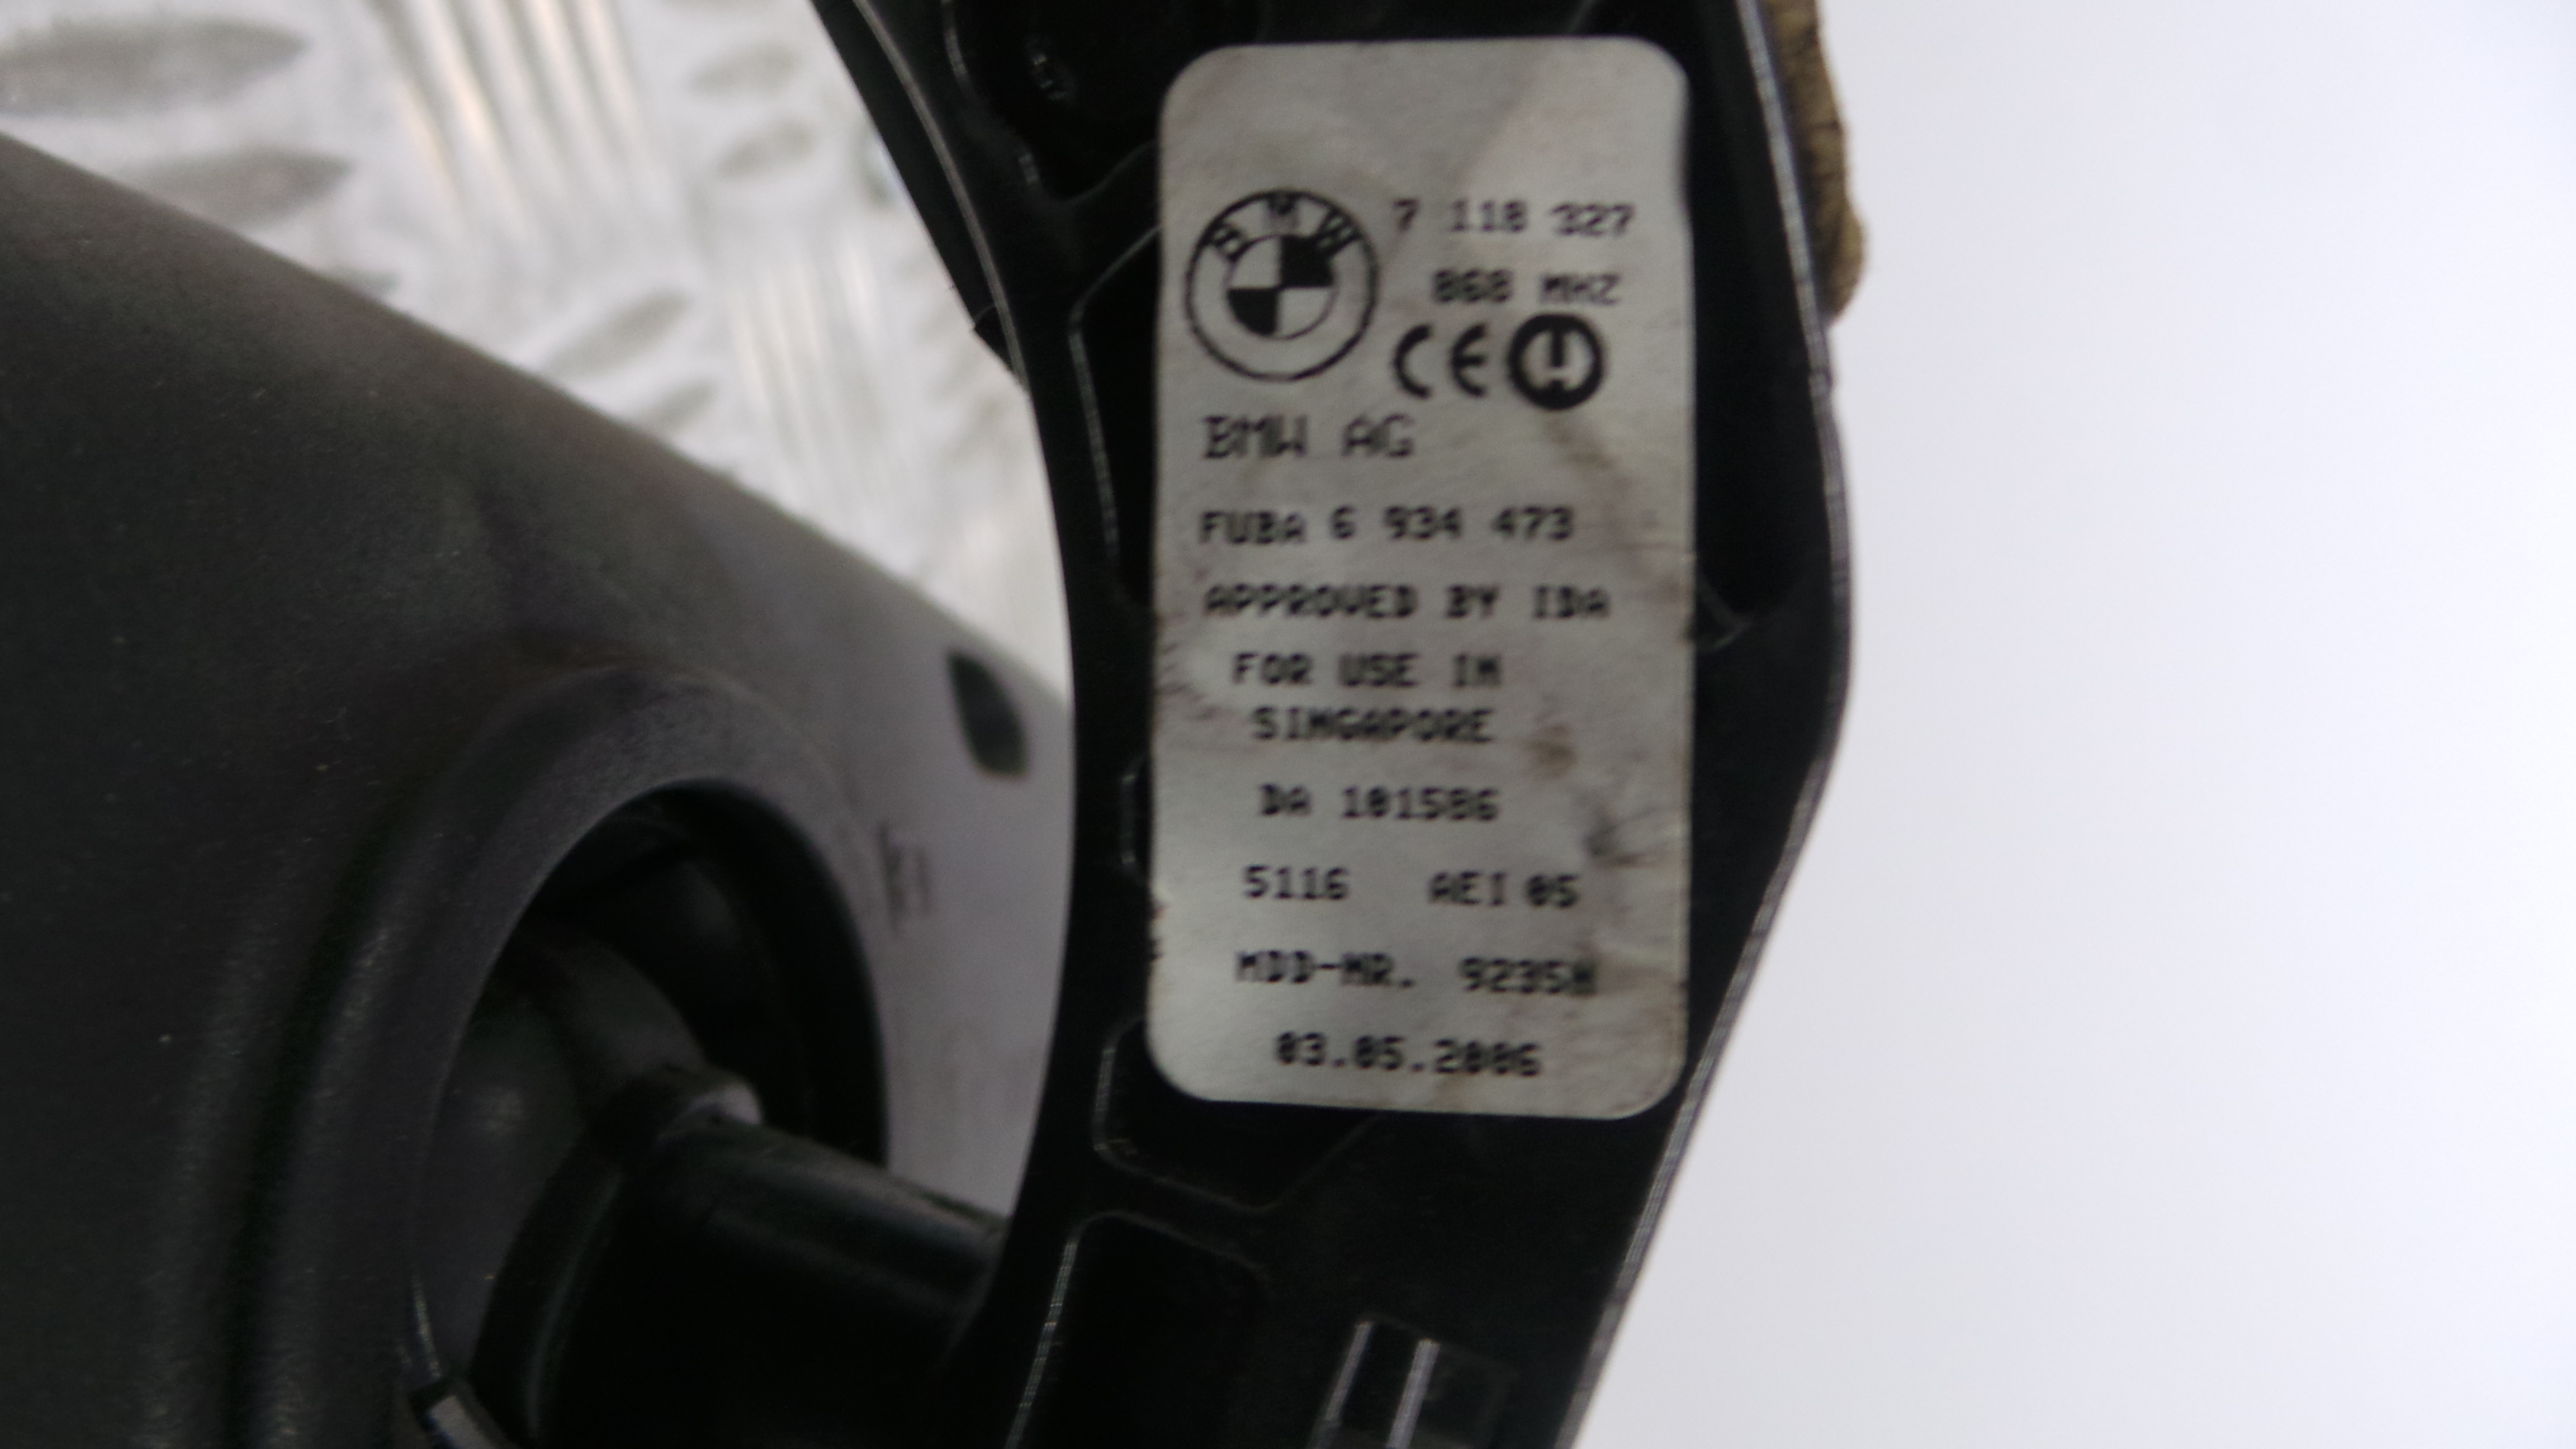 BMW
7 118 327
868 MHZ
CE
BMW AG
FUBA 6 934 473
APPROVED BY IDA
FOR USE IN
SINGAPORE
DA 101586
5116 AEI 05
MDD-NR. 9235N
03.05.2006